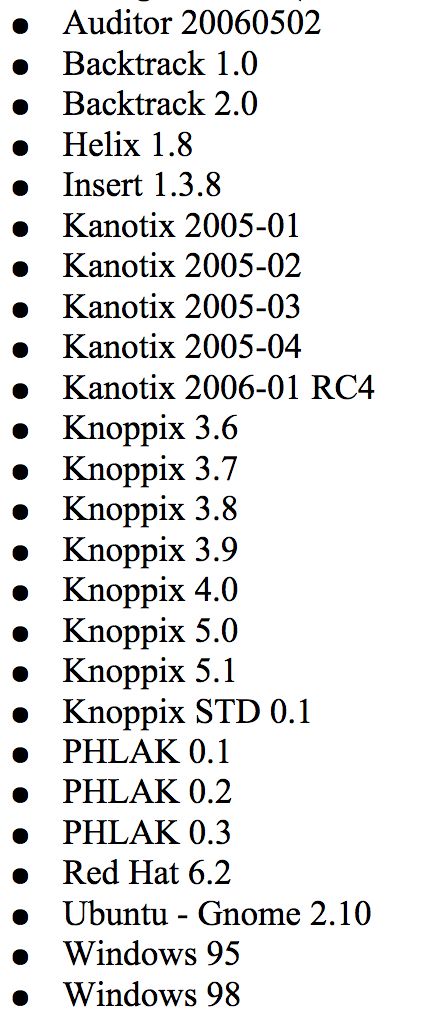 ● Auditor 20060502
● Backtrack 1.0
● Backtrack 2.0
● Helix 1.8
● Insert 1.3.8
● Kanotix 2005-01
● Kanotix 2005-02
● Kanotix 2005-03
● Kanotix 2005-04
● Kanotix 2006-01 RC4
● Knoppix 3.6
● Knoppix 3.7
● Knoppix 3.8
● Knoppix 3.9
● Knoppix 4.0
● Knoppix 5.0
● Knoppix 5.1
● Knoppix STD 0.1
● PHLAK 0.1
● PHLAK 0.2
● PHLAK 0.3
● Red Hat 6.2
● Ubuntu - Gnome 2.10
● Windows 95
● Windows 98